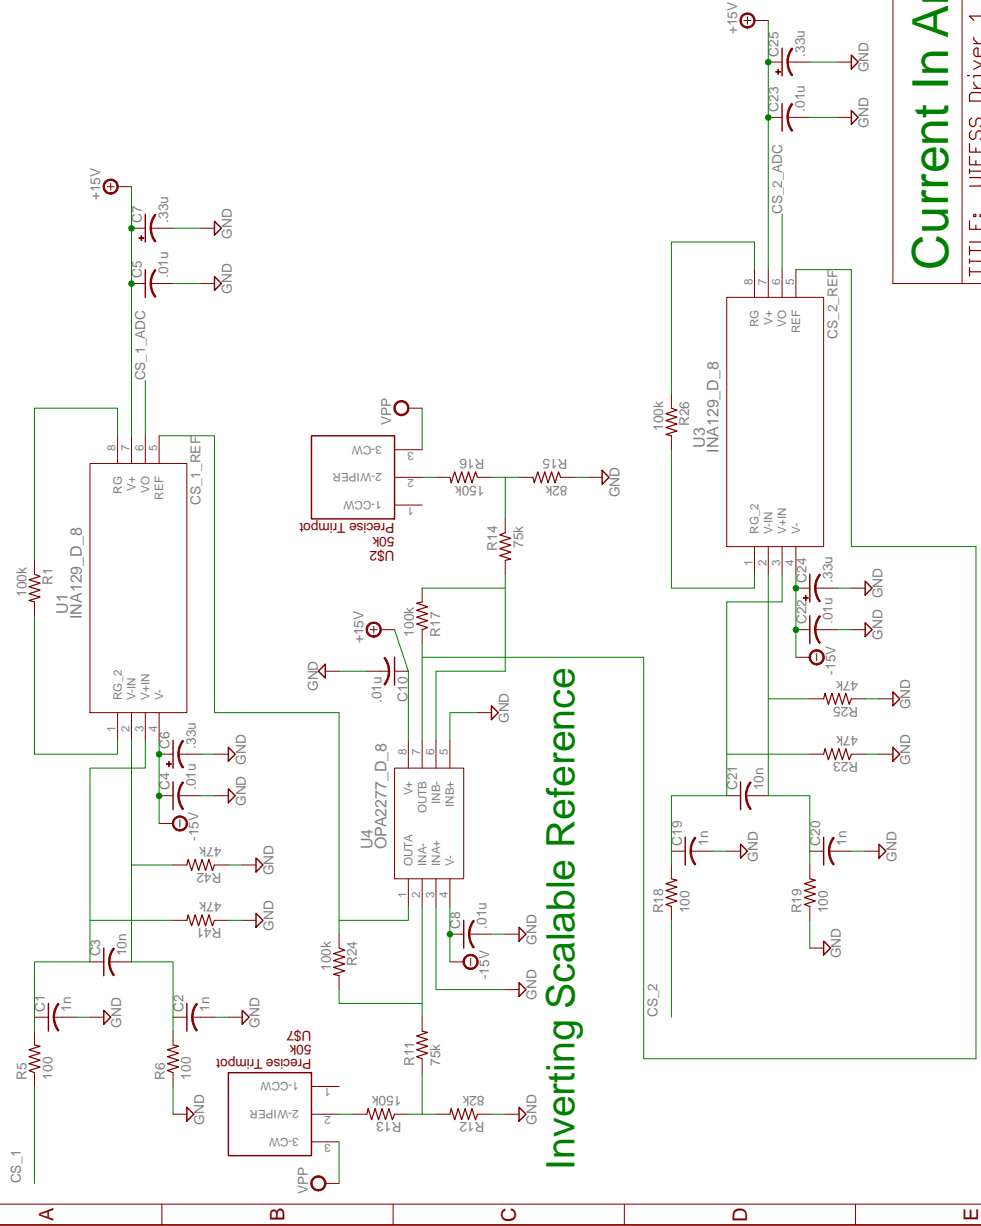 +15V
C25
.33u
GND
C23
.01u
GND
CS_2_ADC
Current In A
TITLE: UIFESS Driver 1
+15V
C7
.33u
GND
C5
.01u
GND
CS_1_ADC
100k
R1
U1
INA129_D_8
RG
V+
VO
REF
8
7
6
5
CS_1_REF
RG_2
V-IN
V+IN
V-
1
2
3
4
C6
.33u
GND
C4
.01u
GND
-15V
47k
R42
GND
47k
R41
GND
C3
10n
C1
1n
GND
C2
1n
GND
R5
100
R6
100
GND
CS_1
VPP
3-CW
2-WIPER
1-CCW
3
2
1
Precise Trimpot
50k
U$2
R16
150k
R15
82k
GND
R14
75k
100k
R17
+15V
GND
.01u
C10
U4
OPA2277_D_8
V+
OUTB
INB-
INB+
8
7
6
5
GND
OUTA
INA-
INA+
V-
1
2
3
4
C8
.01u
GND
-15V
GND
100k
R24
R11
75k
U$7
50k
Precise Trimpot
1-CCW
2-WIPER
3-CW
1
2
3
VPP
150k
R13
82k
R12
GND
Inverting Scalable Reference
100k
R26
U3
INA129_D_8
RG
V+
VO
REF
8
7
6
5
CS_2_REF
RG_2
V-IN
V+IN
V-
1
2
3
4
C24
.33u
GND
C22
.01u
GND
-15V
47k
R25
GND
47k
R23
GND
C21
10n
C19
1n
GND
C20
1n
GND
R18
100
R19
100
GND
CS_2
A
B
C
D
E